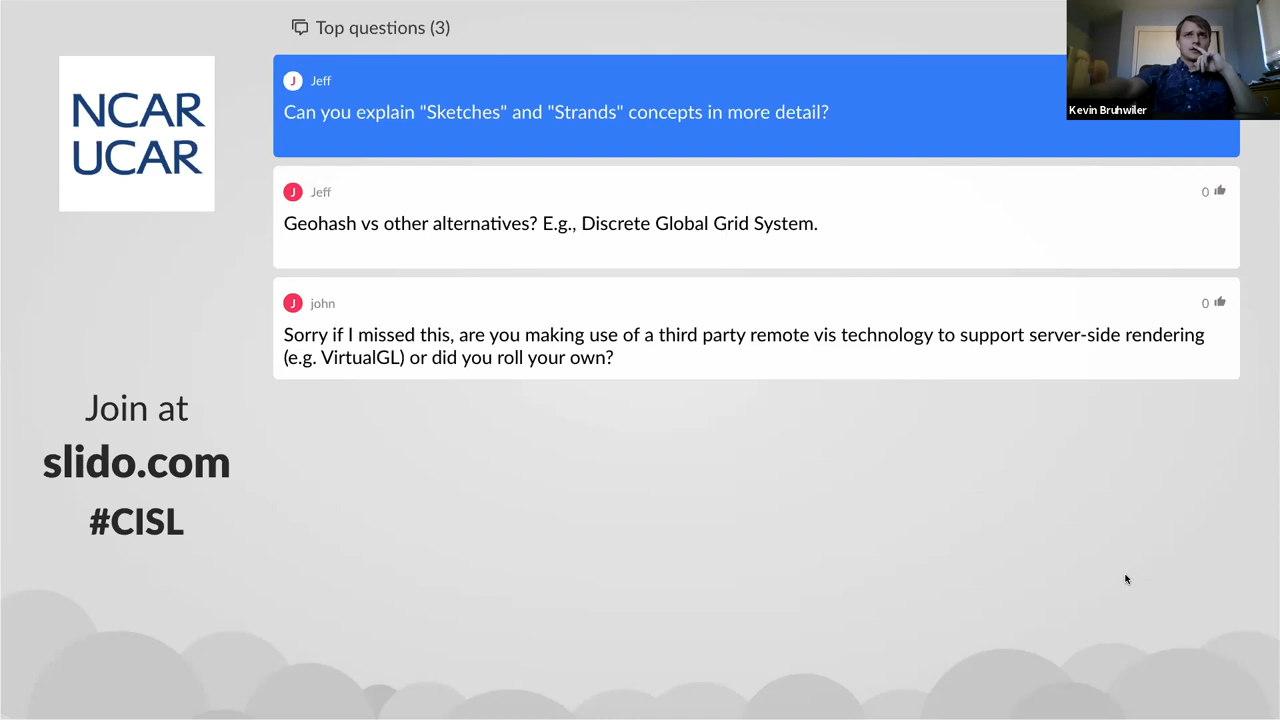 Top questions (3)
NCAR
UCAR
J Jeff
Can you explain "Sketches" and "Strands" concepts in more detail?
Kevin Bruhwiler
J Jeff 0
Geohash vs other alternatives? E.g., Discrete Global Grid System.
J john 0
Sorry if I missed this, are you making use of a third party remote vis technology to support server-side rendering
(e.g. VirtualGL) or did you roll your own?
Join at
slido.com
#CISL